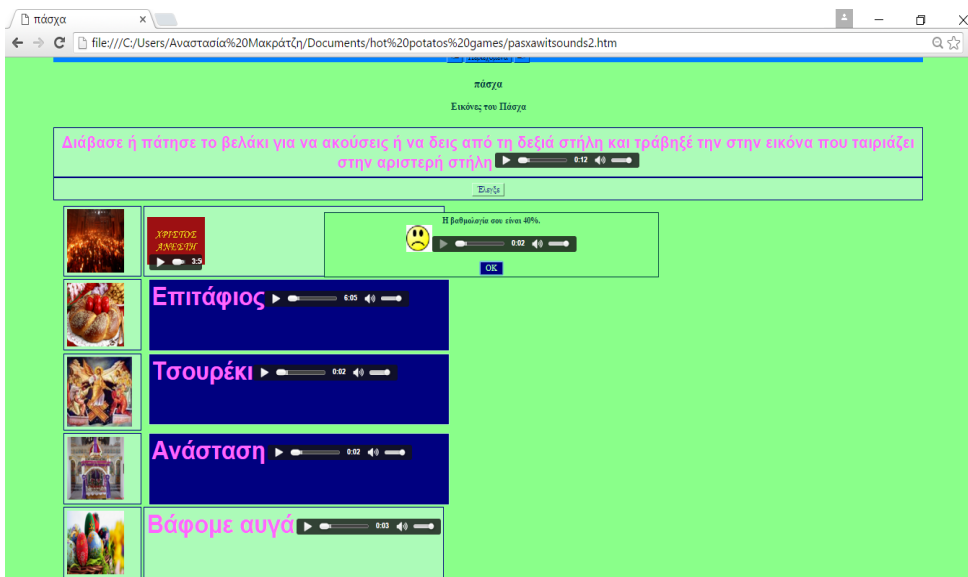 πάσχα
file:///C:/Users/Αναστασία%20Μακράτζη/Documents/hot%20potatos%20games/pasxawitsounds2.htm
πάσχα
Εικόνες του Πάσχα
Διάβασε ή πάτησε το βελάκι για να ακούσεις ή να δεις από τη δεξιά στήλη και τράβηξέ την στην εικόνα που ταιριάζει
στην αριστερή στήλη 0:12
Έλεγξε
Η βαθμολογία σου είναι 40%.
0:02
OK
ΧΡΙΣΤΟΣ
ΑΝΕΣΤΗ
3:5
Επιτάφιος 6:05
Τσουρέκι 0:02
Ανάσταση 0:02
Βάφομε αυγά 0:03